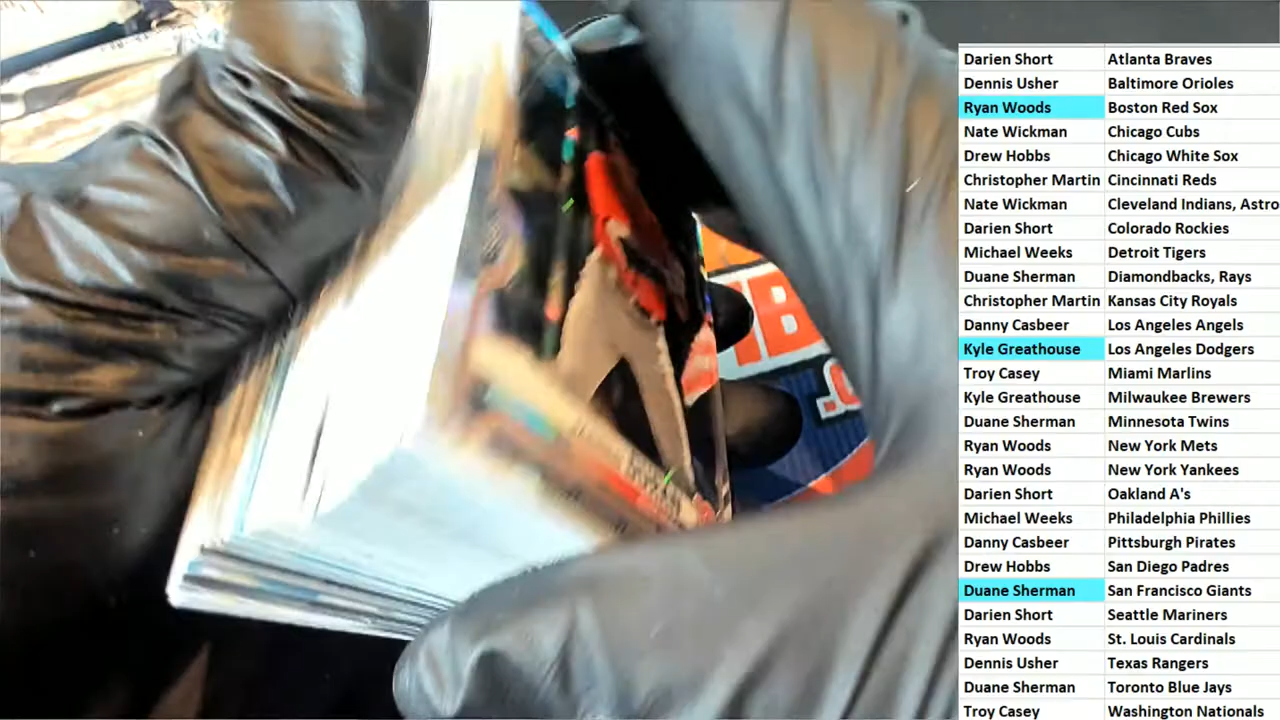 Darien Short Atlanta Braves
Dennis Usher Baltimore Orioles
Ryan Woods Boston Red Sox
Nate Wickman Chicago Cubs
Drew Hobbs Chicago White Sox
Christopher Martin Cincinnati Reds
Nate Wickman Cleveland Indians, Astro
Darien Short Colorado Rockies
Michael Weeks Detroit Tigers
Duane Sherman Diamondbacks, Rays
Christopher Martin Kansas City Royals
Danny Casbeer Los Angeles Angels
Kyle Greathouse Los Angeles Dodgers
Troy Casey Miami Marlins
Kyle Greathouse Milwaukee Brewers
Duane Sherman Minnesota Twins
Ryan Woods New York Mets
Ryan Woods New York Yankees
Darien Short Oakland A's
Michael Weeks Philadelphia Phillies
Danny Casbeer Pittsburgh Pirates
Drew Hobbs San Diego Padres
Duane Sherman San Francisco Giants
Darien Short Seattle Mariners
Ryan Woods St. Louis Cardinals
Dennis Usher Texas Rangers
Duane Sherman Toronto Blue Jays
Troy Casey Washington Nationals